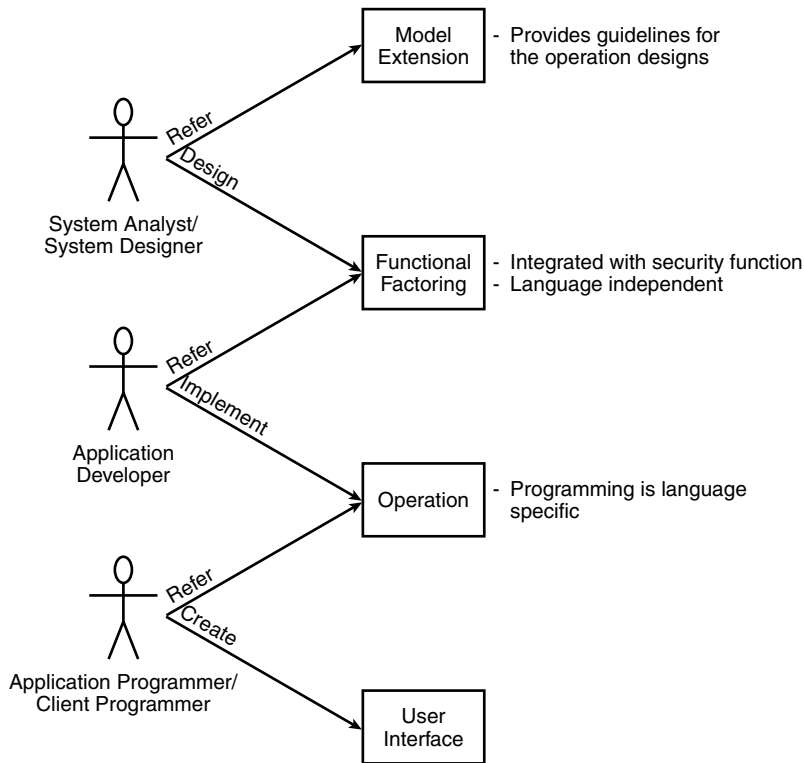 Model
Extension
- Provides guidelines for
the operation designs
Refer
Design
System Analyst/
System Designer
Functional
Factoring
- Integrated with security function
- Language independent
Refer
Implement
Application
Developer
Operation
- Programming is language
specific
Refer
Create
Application Programmer/
Client Programmer
User
Interface